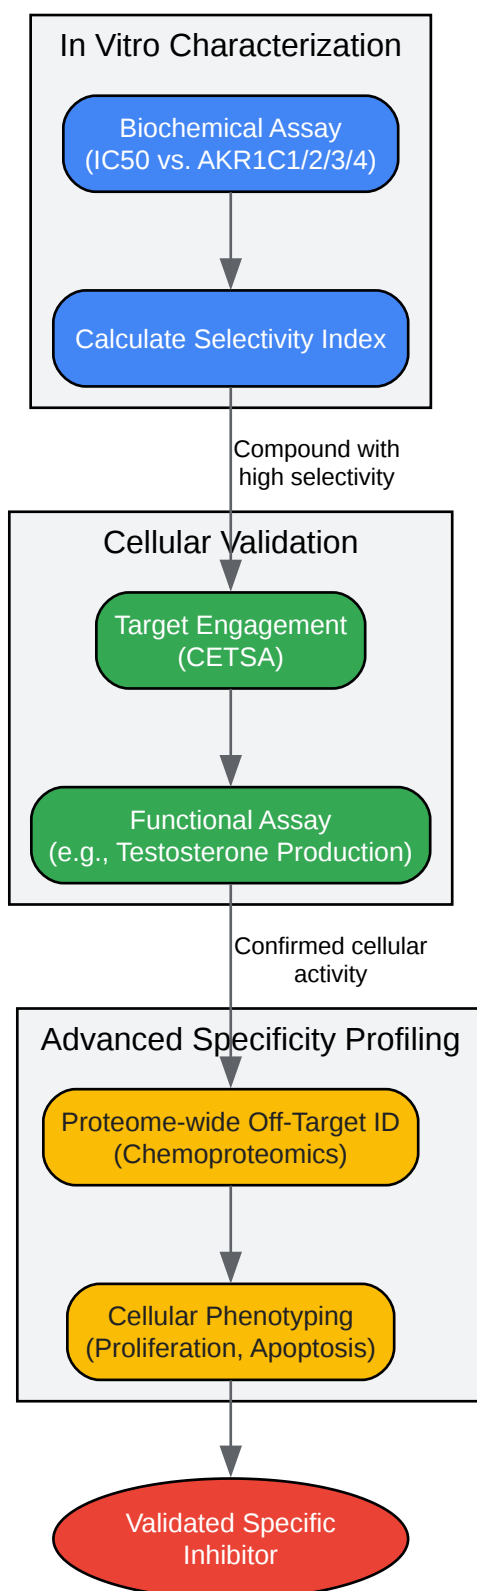 In Vitro Characterization
Biochemical Assay
(IC50 vs. AKR1C1/2/3/4)
Calculate Selectivity Index
Compound with
high selectivity
Cellular Validation
Target Engagement
(CETSA)
Functional Assay
(e.g., Testosterone Production)
Confirmed cellular
activity
Advanced Specificity Profiling
Proteome-wide Off-Target ID
(Chemoproteomics)
Cellular Phenotyping
(Proliferation, Apoptosis)
Validated Specific
Inhibitor